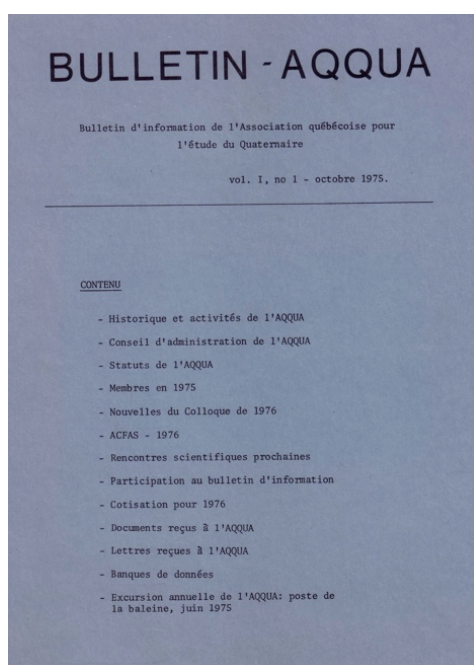 BULLETIN - AQQUA
Bulletin d'information de l'Association québécoise pour
l'étude du Quaternaire
vol. I, no 1 - octobre 1975.
CONTENU
- Historique et activités de l'AQQUA
- Conseil d'administration de l'AQQUA
- Statuts de l'AQQUA
- Membres en 1975
- Nouvelles du Colloque de 1976
- ACFAS - 1976
- Rencontres scientifiques prochaines
- Participation au bulletin d'information
- Cotisation pour 1976
- Documents reçus à l'AQQUA
- Lettres reçues à l'AQQUA
- Banques de données
- Excursion annuelle de l'AQQUA: poste de
la baleine, juin 1975